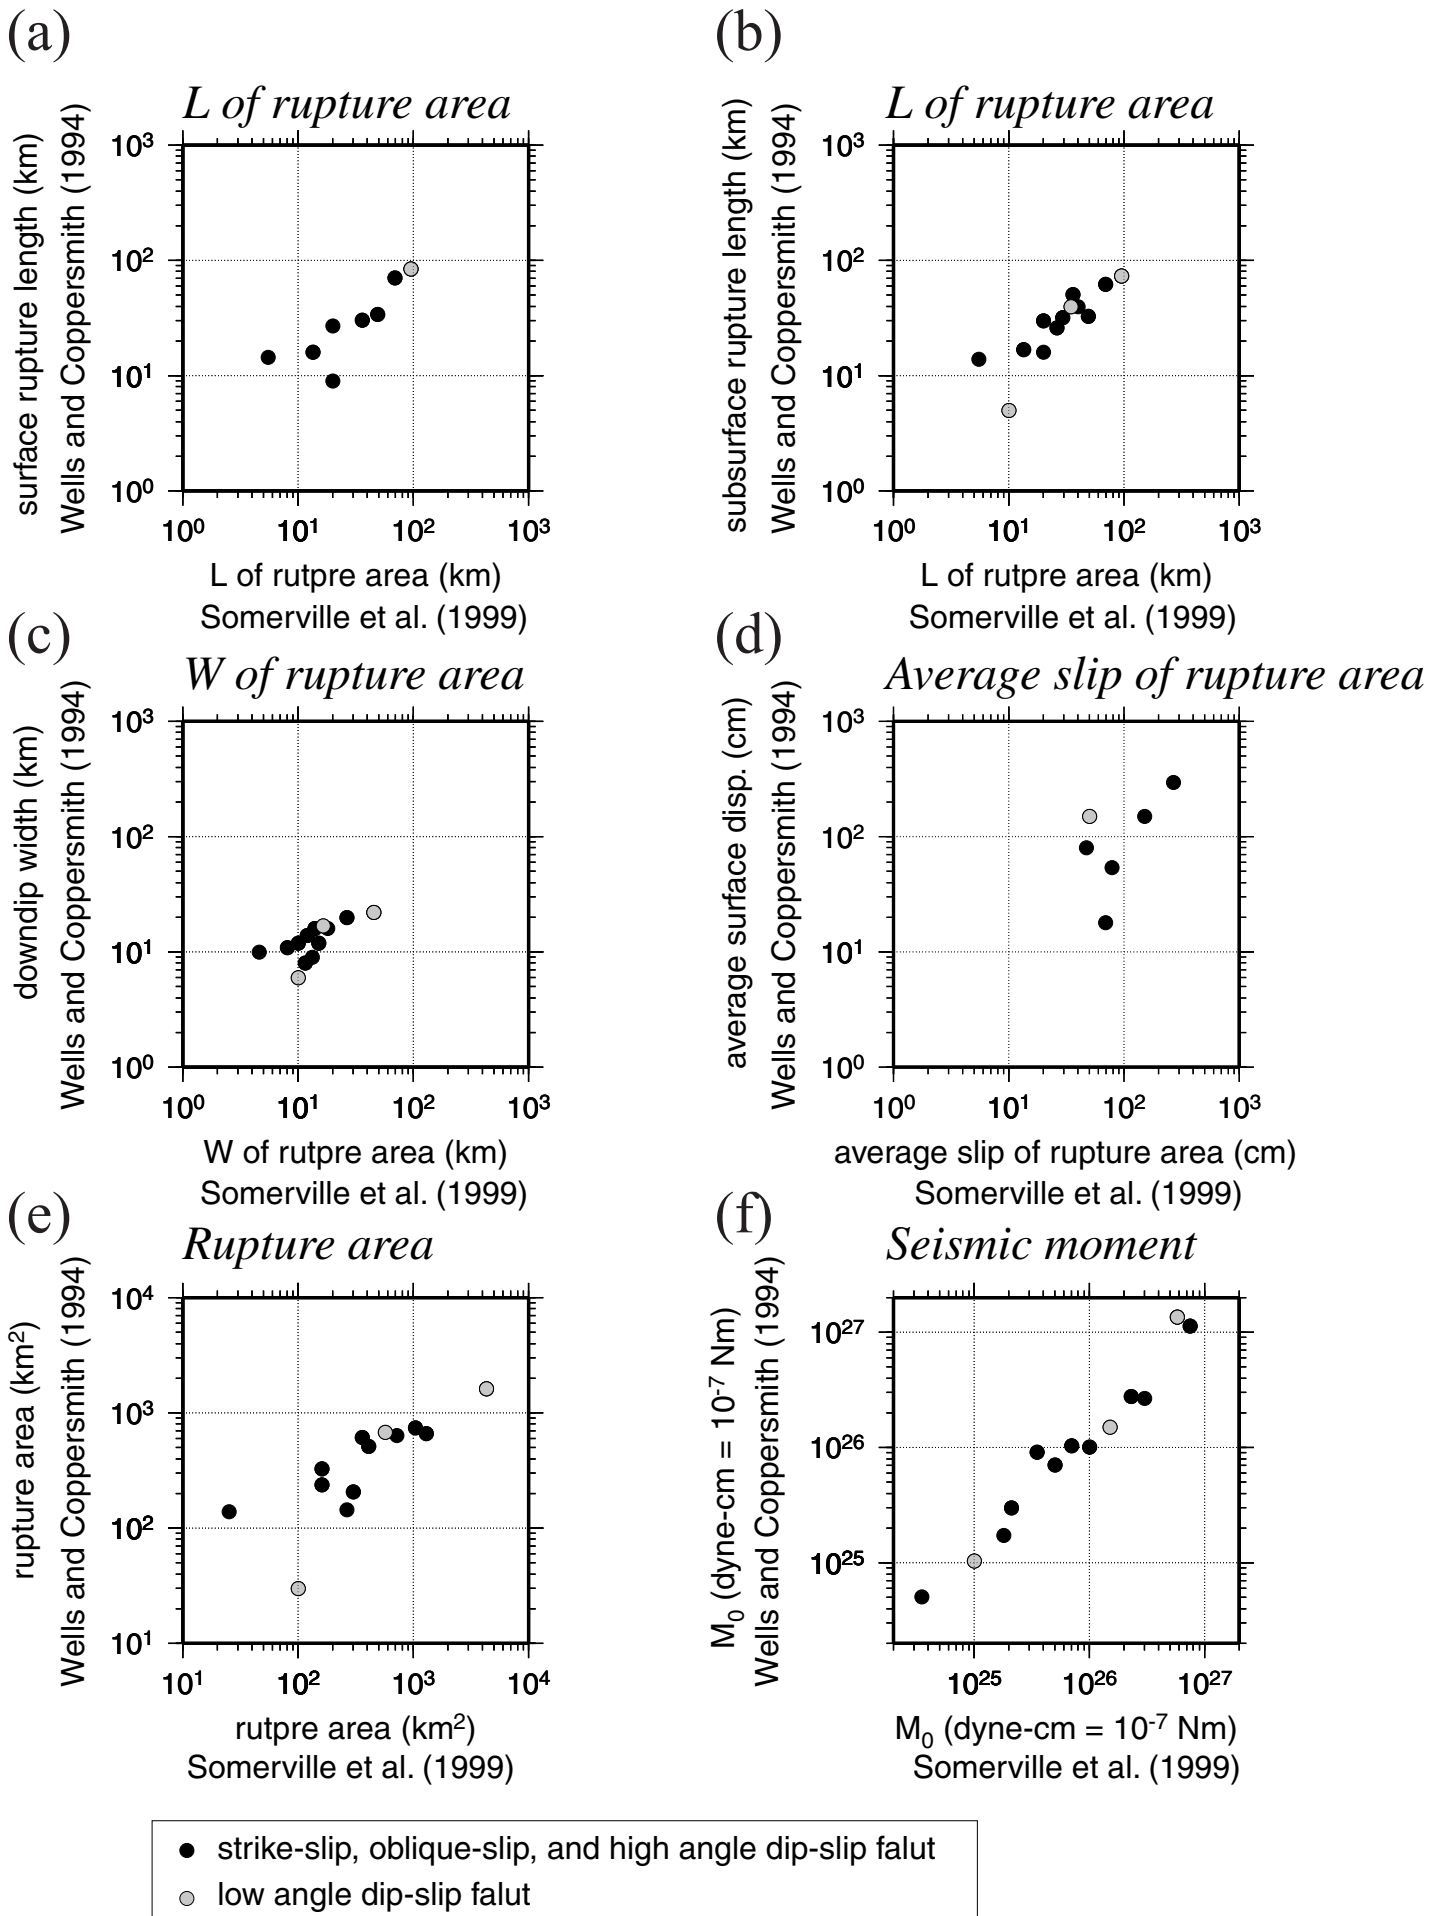 (a)
L of rupture area
surface rupture length (km)
Wells and Coppersmith (1994)
10³
10²
10¹
10⁰
10⁰ 10¹ 10² 10³
L of rutpre area (km)
Somerville et al. (1999)
(b)
L of rupture area
subsurface rupture length (km)
Wells and Coppersmith (1994)
10³
10²
10¹
10⁰
10⁰ 10¹ 10² 10³
L of rutpre area (km)
Somerville et al. (1999)
(c)
W of rupture area
downdip width (km)
Wells and Coppersmith (1994)
10³
10²
10¹
10⁰
10⁰ 10¹ 10² 10³
W of rutpre area (km)
Somerville et al. (1999)
(d)
Average slip of rupture area
average surface disp. (cm)
Wells and Coppersmith (1994)
10³
10²
10¹
10⁰
10⁰ 10¹ 10² 10³
average slip of rupture area (cm)
Somerville et al. (1999)
(e)
Rupture area
rupture area (km²)
Wells and Coppersmith (1994)
10⁴
10³
10²
10¹
10¹ 10² 10³ 10⁴
rutpre area (km²)
Somerville et al. (1999)
(f)
Seismic moment
M₀ (dyne-cm = 10⁻⁷ Nm)
Wells and Coppersmith (1994)
10²⁷
10²⁶
10²⁵
10²⁵ 10²⁶ 10²⁷
M₀ (dyne-cm = 10⁻⁷ Nm)
Somerville et al. (1999)
strike-slip, oblique-slip, and high angle dip-slip falut
low angle dip-slip falut